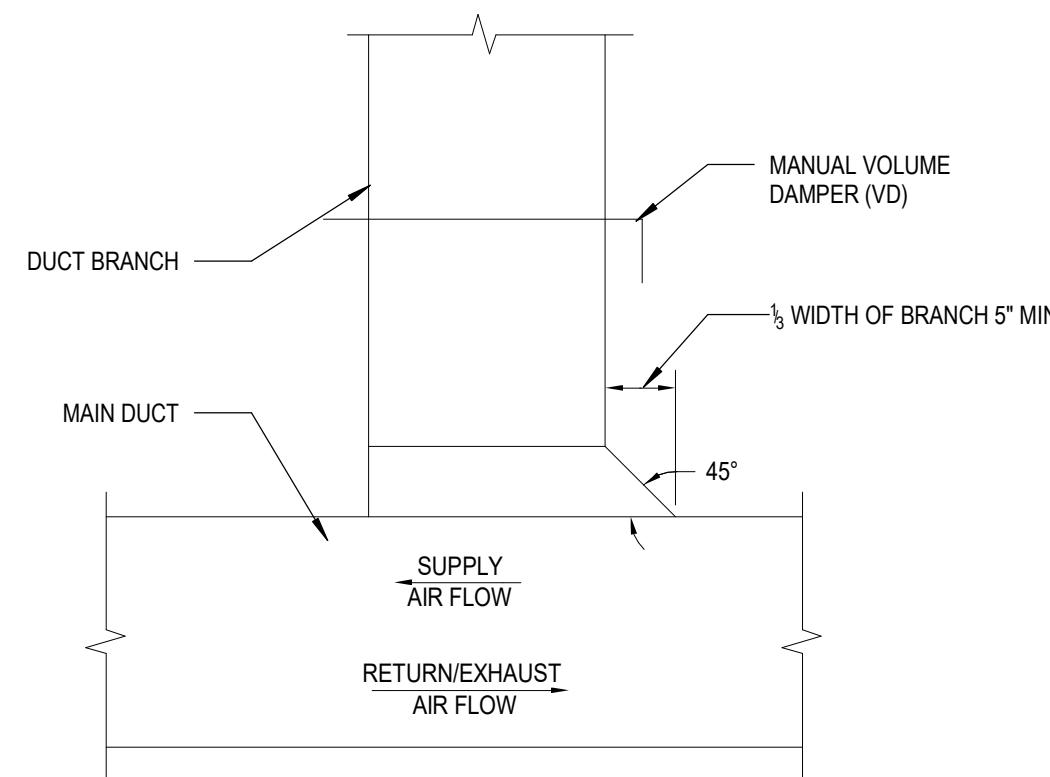 MANUAL VOLUME
DAMPER (VD)
DUCT BRANCH
⅓ WIDTH OF BRANCH 5" MIN
MAIN DUCT
45°
SUPPLY
AIR FLOW
RETURN/EXHAUST
AIR FLOW